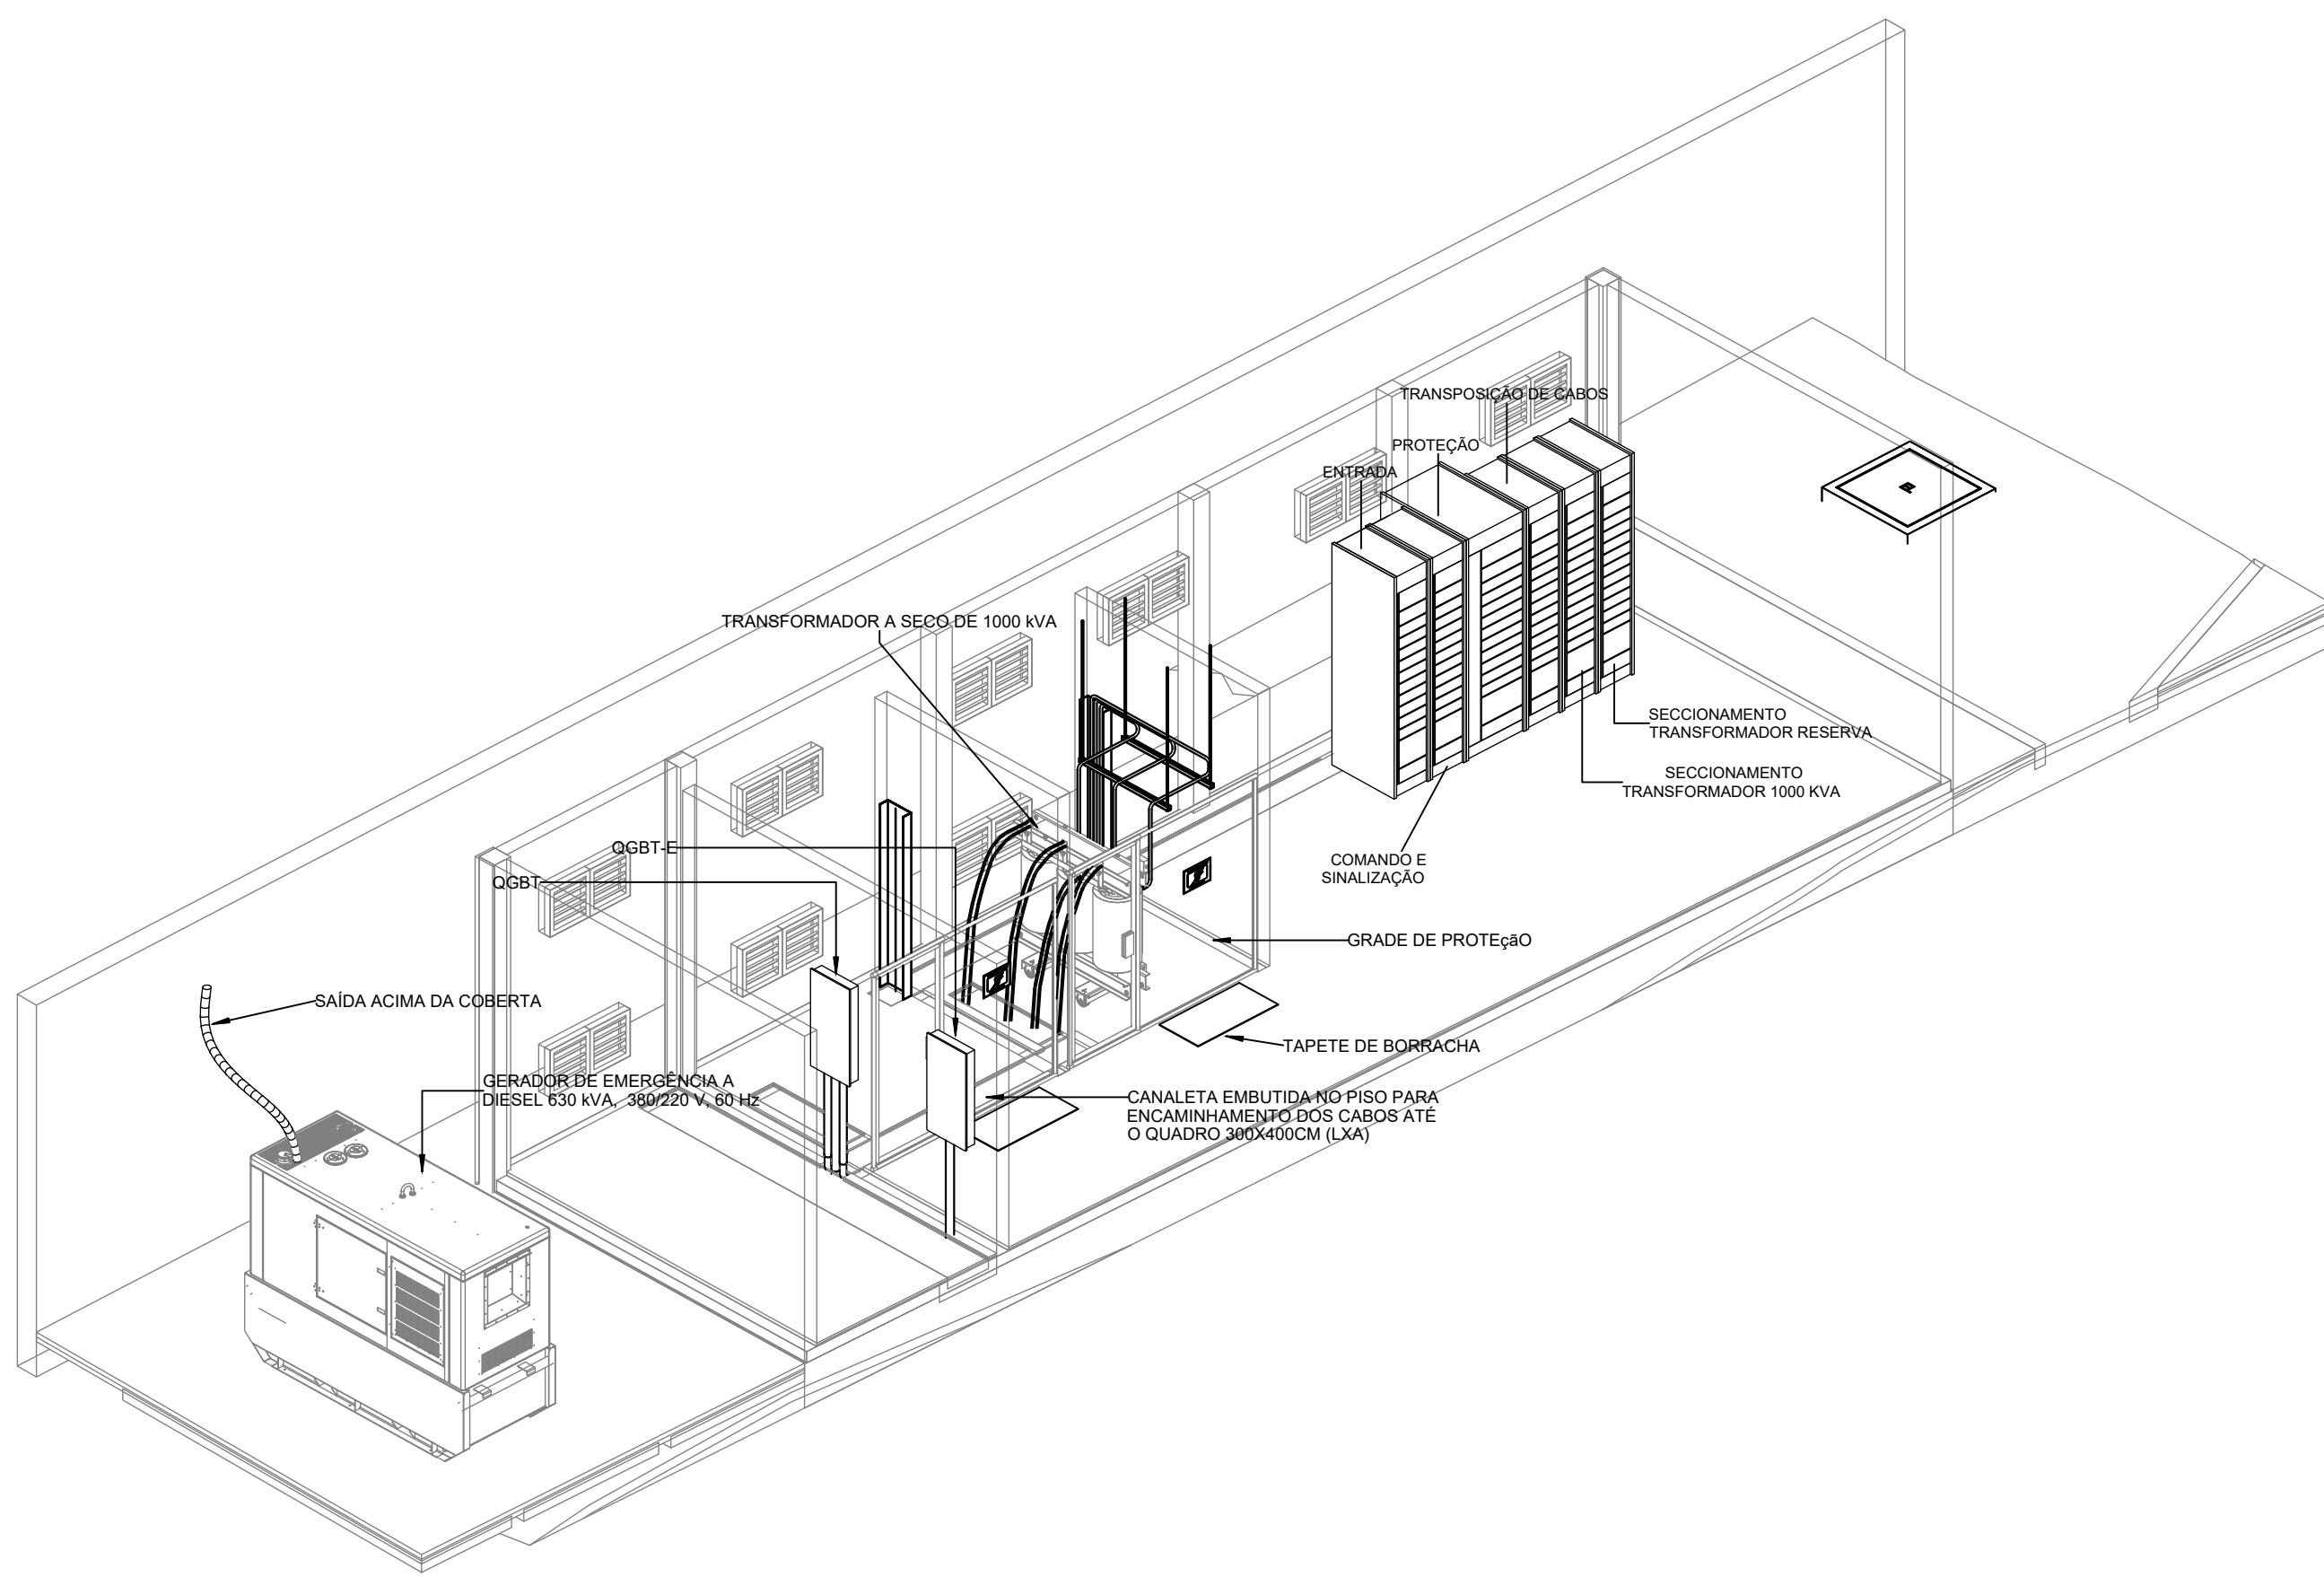 TRANSPOSIÇÃO DE CABOS
PROTEÇÃO
ENTRADA
TRANSFORMADOR A SECO DE 1000 kVA
SECCIONAMENTO
TRANSFORMADOR RESERVA
SECCIONAMENTO
TRANSFORMADOR 1000 KVA
QGBT-E
COMANDO E
SINALIZAÇÃO
QGBT
GRADE DE PROTEçãO
SAÍDA ACIMA DA COBERTA
TAPETE DE BORRACHA
GERADOR DE EMERGÊNCIA A
DIESEL 630 kVA, 380/220 V, 60 Hz
CANALETA EMBUTIDA NO PISO PARA
ENCAMINHAMENTO DOS CABOS ATÉ
O QUADRO 300X400CM (LXA)